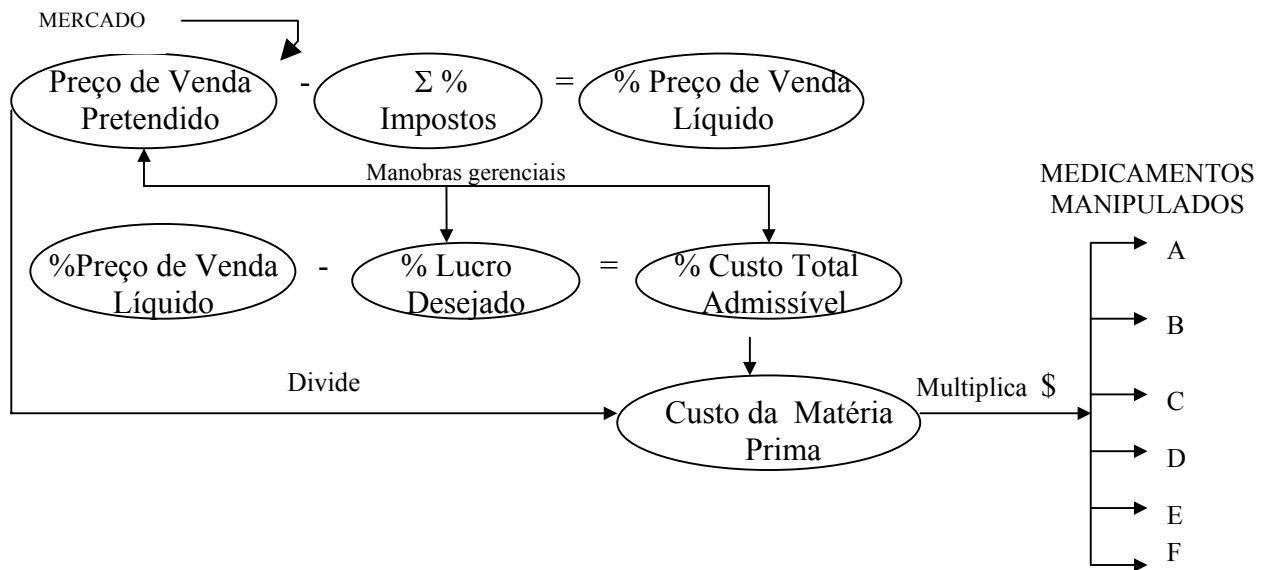 MERCADO
Preço de Venda
Pretendido
-
Σ %
Impostos
=
% Preço de Venda
Líquido
Manobras gerenciais
MEDICAMENTOS
MANIPULADOS
%Preço de Venda
Líquido
-
% Lucro
Desejado
=
% Custo Total
Admissível
A
B
Divide
Custo da Matéria
Prima
Multiplica $
C
D
E
F